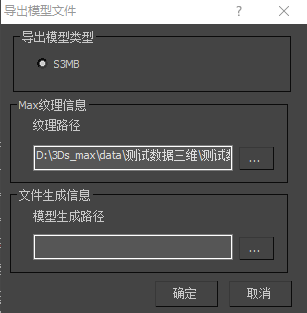 导出模型文件
?
导出模型类型
S3MB
Max纹理信息
纹理路径
D:\3Ds_max\data\测试数据三维\测试数
...
文件生成信息
模型生成路径
...
确定
取消